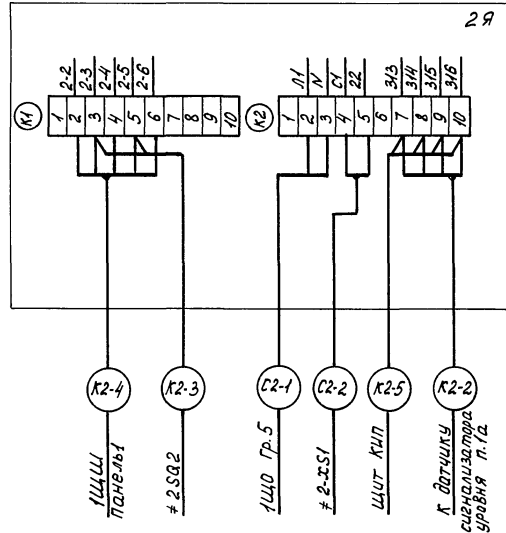 2Я
2-2
2-3
2-4
2-5
2-6
Л1
N
С1
22
313
314
315
316
К1
1
2
3
4
5
6
7
8
9
10
К2
1
2
3
4
5
6
7
8
9
10
К2-4
К2-3
С2-1
С2-2
К2-5
К2-2
1ЩШ
панель1
≠ 2SQ2
1ЩО Гр.5
≠ 2-XS1
Щит КИП
К датчику
сигнализатора
уровня п.1а